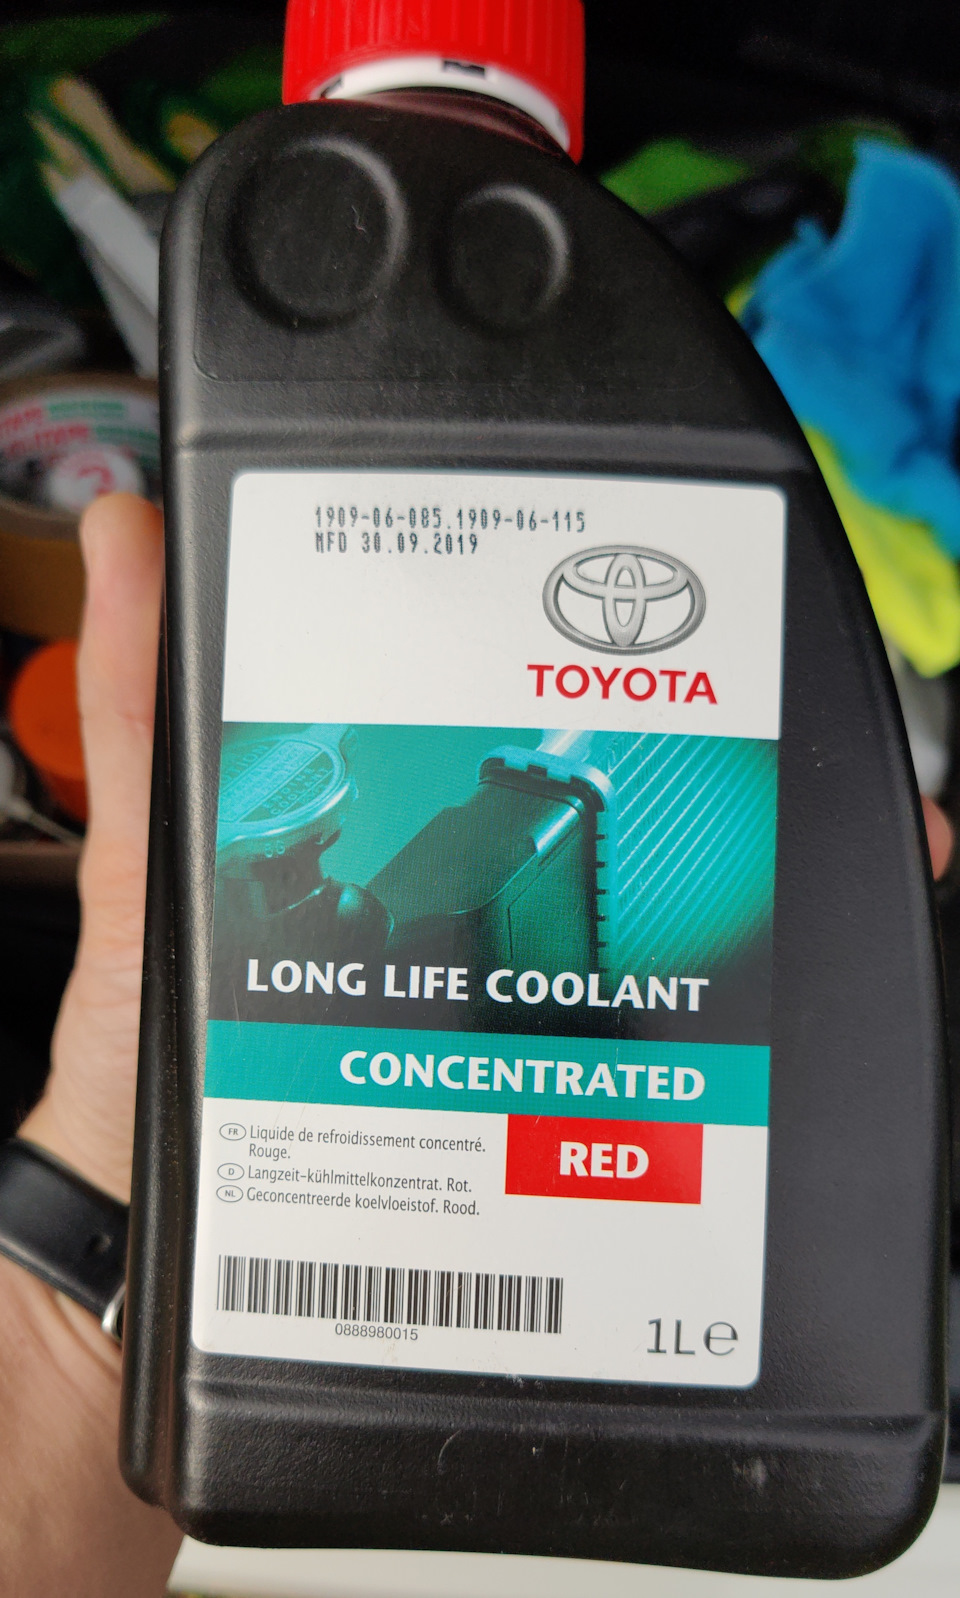 1909-06-085.1909-06-115
MFD 30.09.2019
TOYOTA
LONG LIFE COOLANT
CONCENTRATED
RED
FR Liquide de refroidissement concentré.
Rouge.
D Langzeit-kühlmittelkonzentrat. Rot.
NL Geconcentreerde koelvloeistof. Rood.
0888980015
1L e